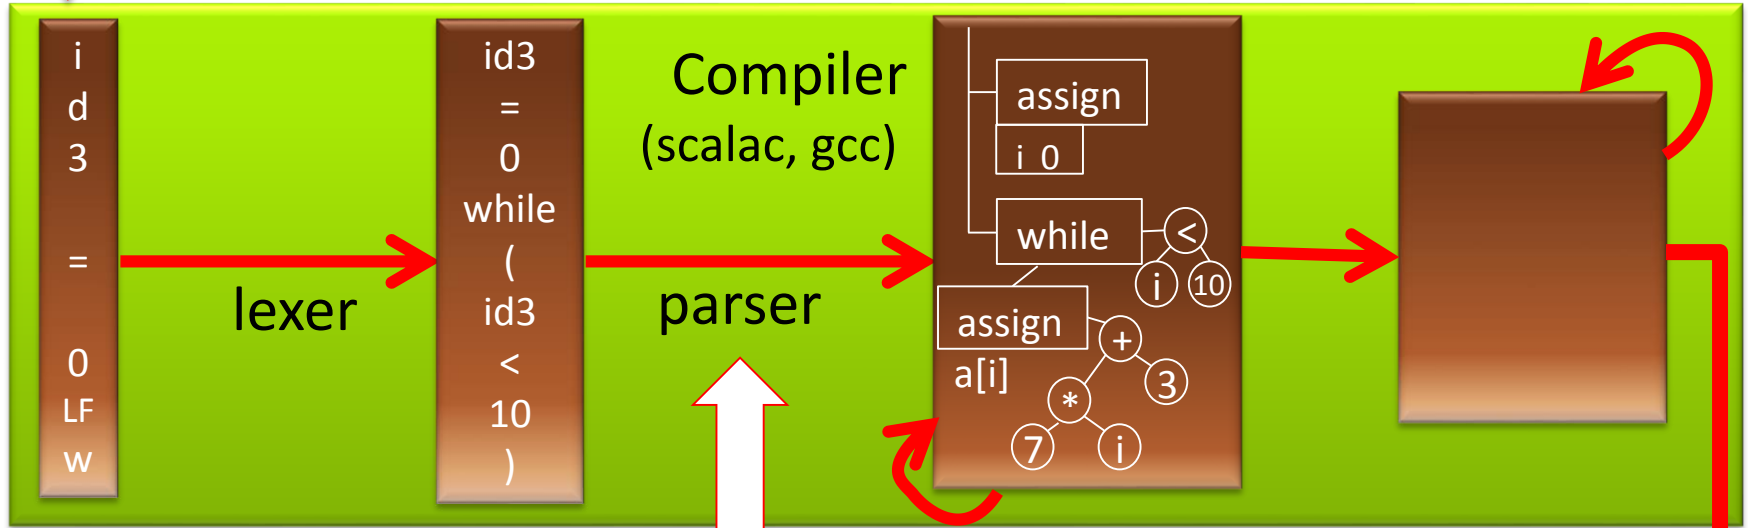 i
d
3
=
0
LF
w
lexer
id3
=
0
while
(
id3
<
10
)
Compiler
(scalac, gcc)
parser
assign
i 0
while
<
i
10
assign
a[i]
+
3
*
7
i